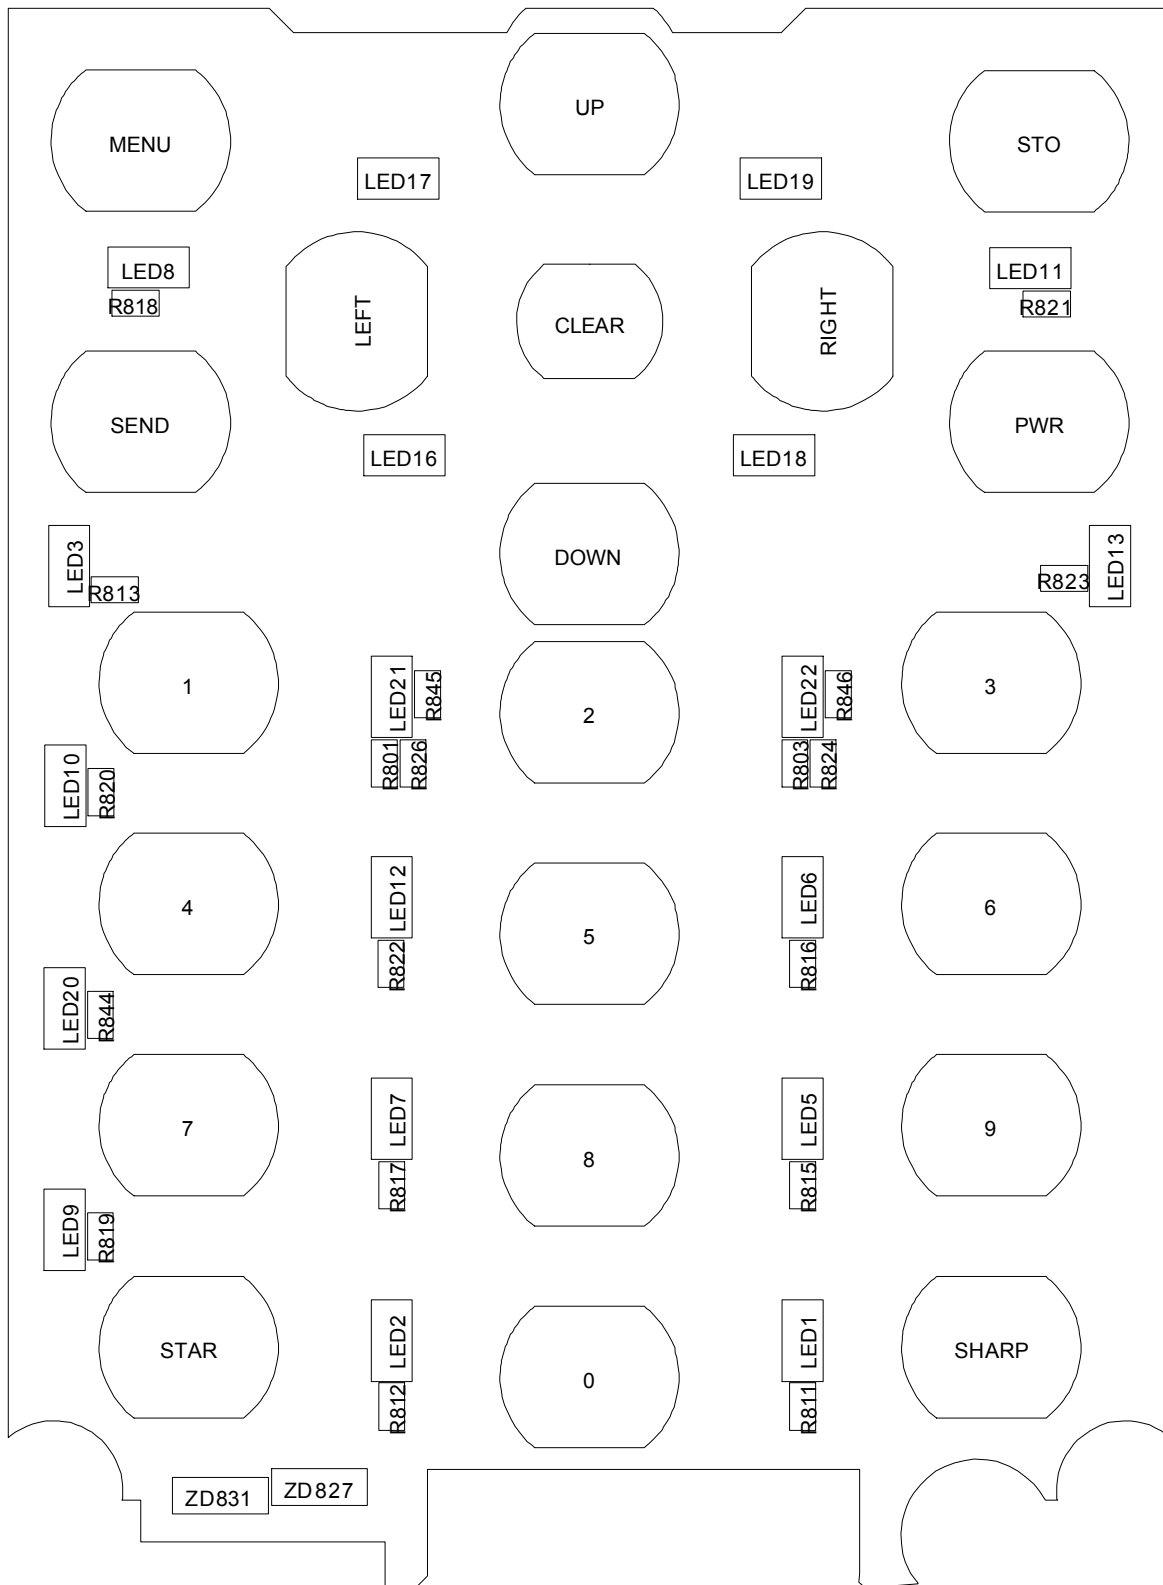 UP
MENU
STO
LED17
LED19
LED8
LED11
R818
R821
LEFT
CLEAR
RIGHT
SEND
PWR
LED16
LED18
DOWN
LED3
R813
R823
LED13
1
LED21
R845
2
LED22
R846
3
R801
R826
R803
R824
LED10
R820
4
LED12
5
LED6
6
R822
R816
LED20
R844
7
LED7
8
LED5
9
R817
R815
LED9
R819
STAR
LED2
0
LED1
SHARP
R812
R811
ZD831
ZD827